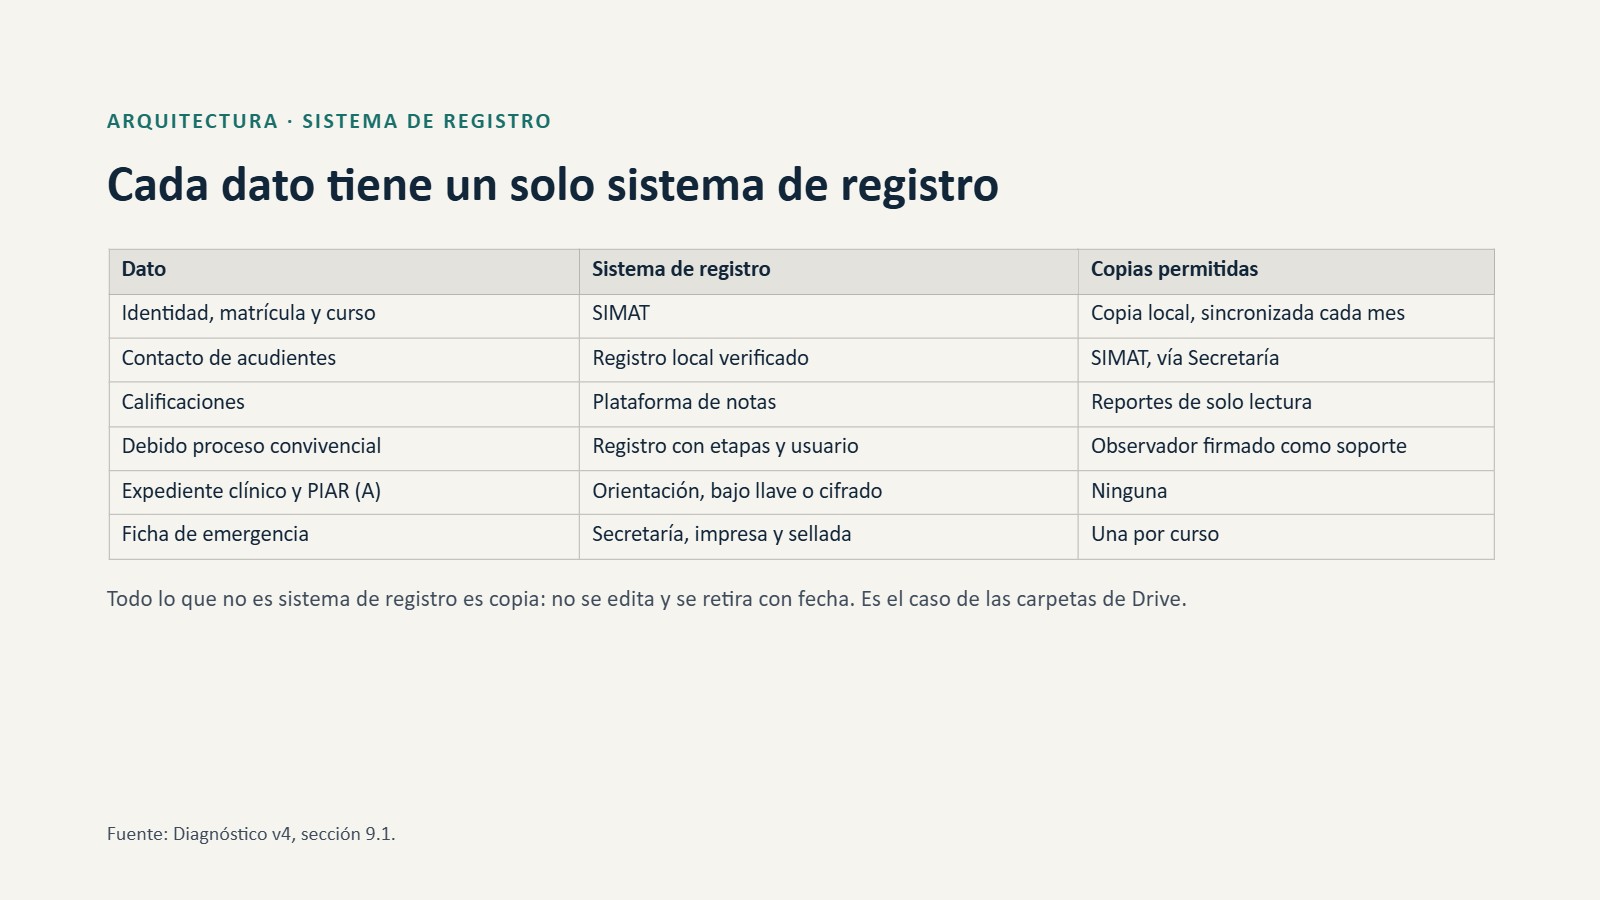 ARQUITECTURA · SISTEMA DE REGISTRO
Cada dato tiene un solo sistema de registro
Dato Sistema de registro Copias permitidas
Identidad, matrícula y curso SIMAT Copia local, sincronizada cada mes
Contacto de acudientes Registro local verificado SIMAT, vía Secretaría
Calificaciones Plataforma de notas Reportes de solo lectura
Debido proceso convivencial Registro con etapas y usuario Observador firmado como soporte
Expediente clínico y PIAR (A) Orientación, bajo llave o cifrado Ninguna
Ficha de emergencia Secretaría, impresa y sellada Una por curso
Todo lo que no es sistema de registro es copia: no se edita y se retira con fecha. Es el caso de las carpetas de Drive.
Fuente: Diagnóstico v4, sección 9.1.